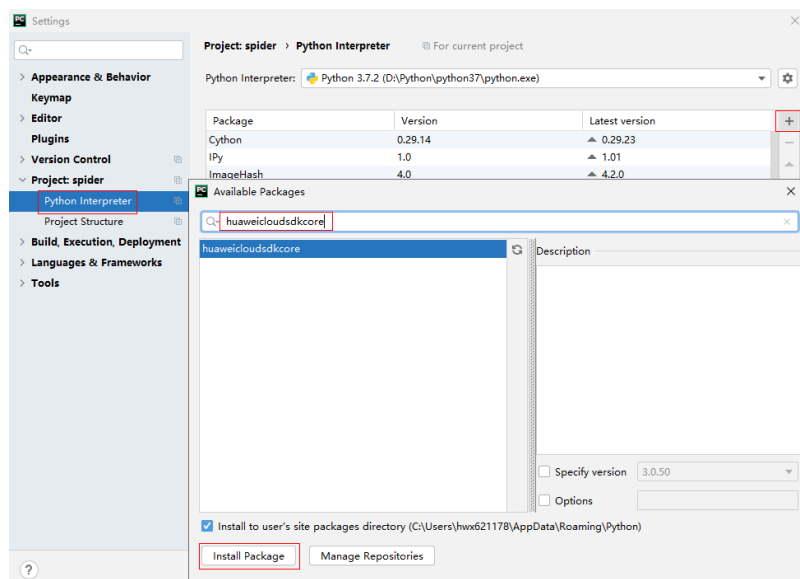 PC Settings
Project: spider › Python Interpreter For current project
Python Interpreter: Python 3.7.2 (D:\Python\python37\python.exe)
Appearance & Behavior
Keymap
Editor
Plugins
Version Control
Project: spider
Python Interpreter
Project Structure
Build, Execution, Deployment
Languages & Frameworks
Tools
Package Version Latest version
Cython 0.29.14 0.29.23
IPy 1.0 1.01
ImageHash 4.0 4.2.0
PC Available Packages
huaweicloudsdkcore
huaweicloudsdkcore
Description
Specify version 3.0.50
Options
Install to user's site packages directory (C:\Users\hwx621178\AppData\Roaming\Python)
Install Package Manage Repositories
?